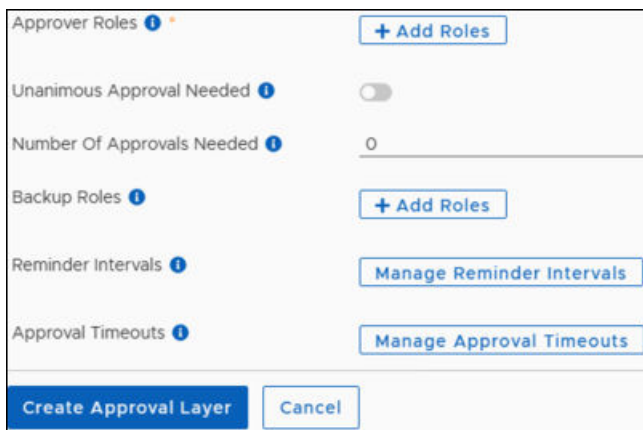 Approver Roles i *
+ Add Roles
Unanimous Approval Needed i
Number Of Approvals Needed i
0
Backup Roles i
+ Add Roles
Reminder Intervals i
Manage Reminder Intervals
Approval Timeouts i
Manage Approval Timeouts
Create Approval Layer
Cancel